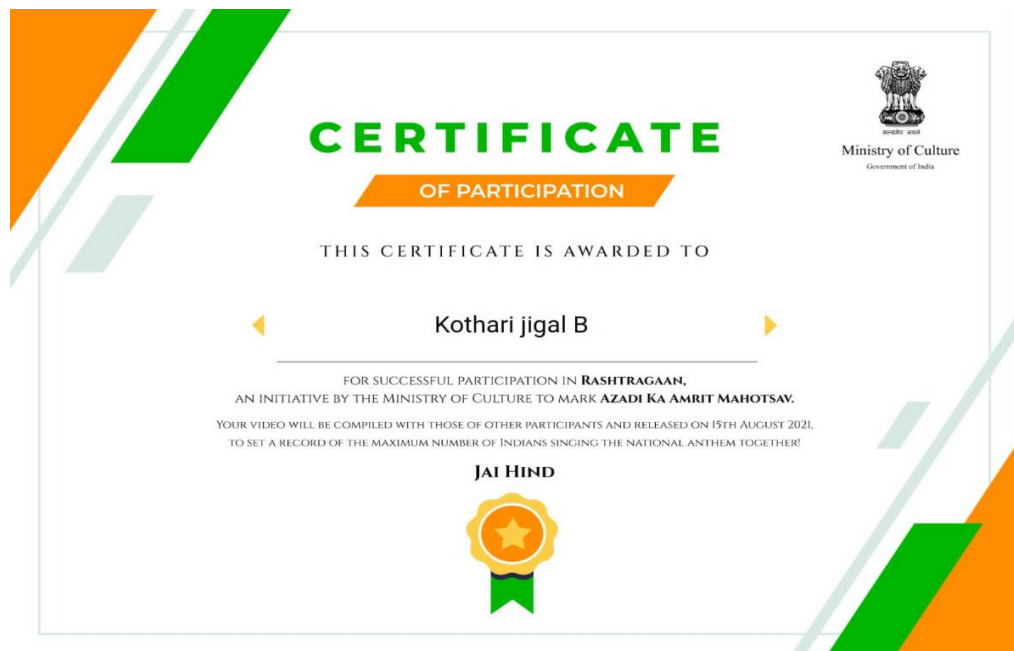 CERTIFICATE
OF PARTICIPATION
सत्यमेव जयते
Ministry of Culture
Government of India
THIS CERTIFICATE IS AWARDED TO
Kothari jigal B
FOR SUCCESSFUL PARTICIPATION IN RASHTRAGAAN,
AN INITIATIVE BY THE MINISTRY OF CULTURE TO MARK AZADI KA AMRIT MAHOTSAV.
YOUR VIDEO WILL BE COMPILED WITH THOSE OF OTHER PARTICIPANTS AND RELEASED ON 15TH AUGUST 2021,
TO SET A RECORD OF THE MAXIMUM NUMBER OF INDIANS SINGING THE NATIONAL ANTHEM TOGETHER!
JAI HIND